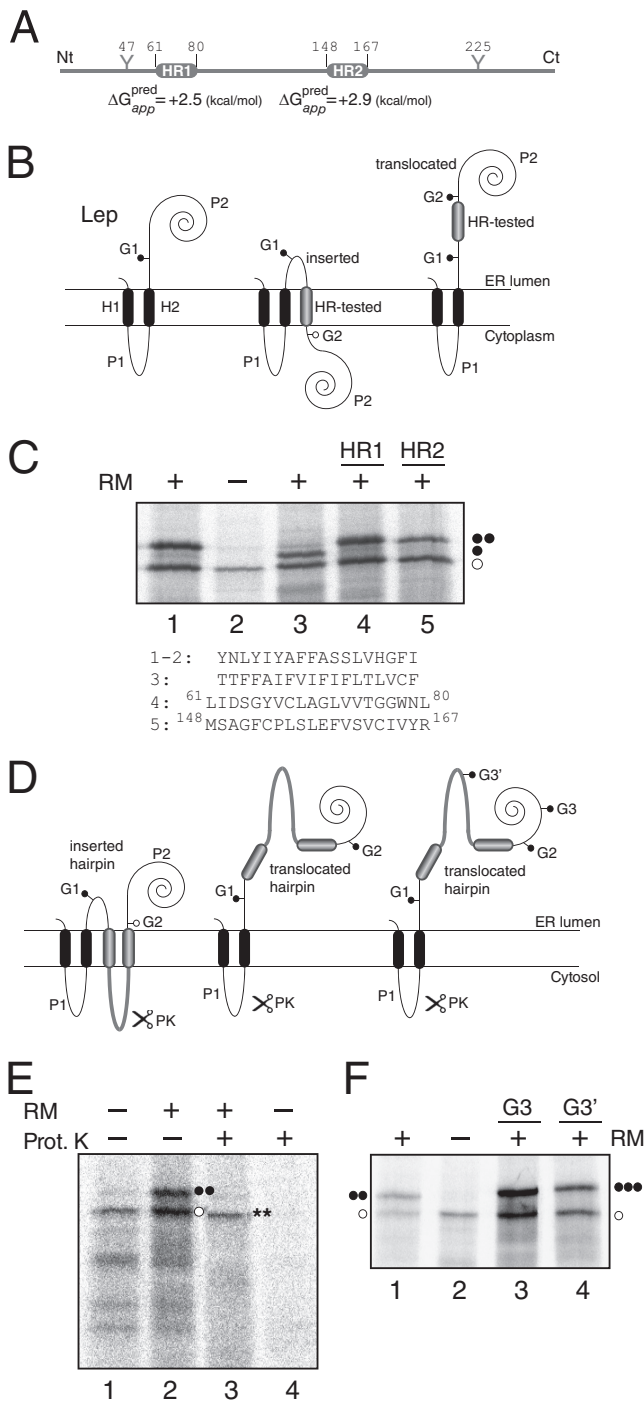 A
47 61 80 148 167 225
Nt HR1 HR2 Ct
ΔG pred app = +2.5 (kcal/mol) ΔG pred app = +2.9 (kcal/mol)
B
translocated P2
Lep P2 G2
HR-tested
G1 G1 inserted G1
ER lumen
H1 H2 HR-tested
G2 Cytoplasm
P1 P1 P2 P1
C
HR1 HR2
RM + – + + +
1 2 3 4 5
1-2: YNLYIYAFFASSLVHGFI
3: TTFFAIFVIFIFLTLVCF
4: 61LIDSGYVCLAGLVVTGGWNL80
5: 148MSAGFCPLSLEFVSVCIVYR167
D
G3'
inserted hairpin P2 G3
G2 G2
translocated hairpin translocated hairpin
G1 G2 G1 G1
ER lumen
Cytosol
P1 PK P1 PK P1 PK
E
RM – + + –
Prot. K – – + +
**
1 2 3 4
F
G3 G3'
+ – + + RM
1 2 3 4